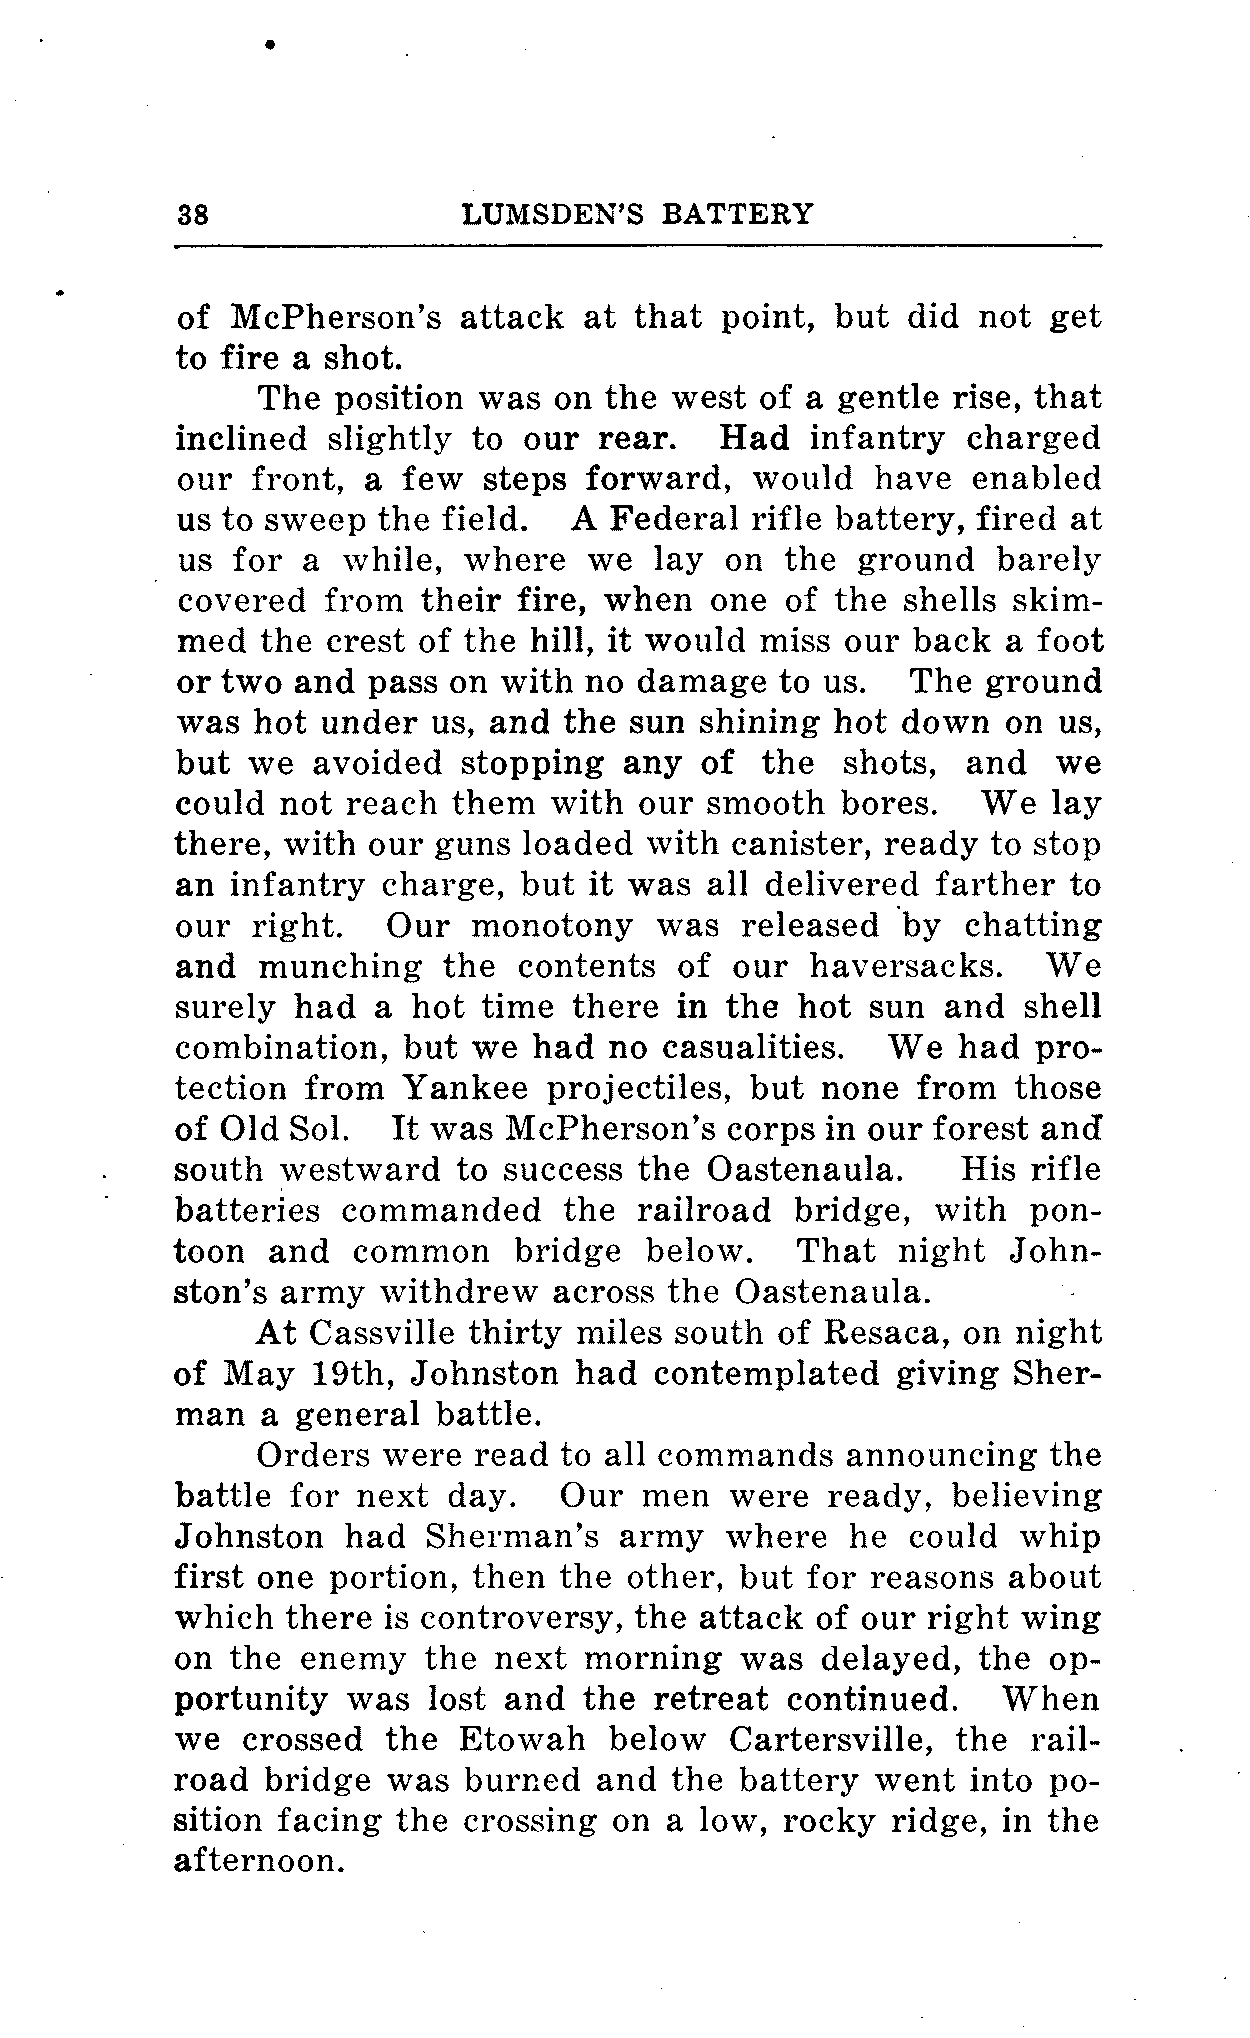 38 LUMSDEN'S BATTERY
of McPherson's attack at that point, but did not get
to fire a shot.
The position was on the west of a gentle rise, that
inclined slightly to our rear. Had infantry charged
our front, a few steps forward, would have enabled
us to sweep the field. A Federal rifle battery, fired at
us for a while, where we lay on the ground barely
covered from their fire, when one of the shells skim-
med the crest of the hill, it would miss our back a foot
or two and pass on with no damage to us. The ground
was hot under us, and the sun shining hot down on us,
but we avoided stopping any of the shots, and we
could not reach them with our smooth bores. We lay
there, with our guns loaded with canister, ready to stop
an infantry charge, but it was all delivered farther to
our right. Our monotony was released by chatting
and munching the contents of our haversacks. We
surely had a hot time there in the hot sun and shell
combination, but we had no casualities. We had pro-
tection from Yankee projectiles, but none from those
of Old Sol. It was McPherson's corps in our forest and
south westward to success the Oastenaula. His rifle
batteries commanded the railroad bridge, with pon-
toon and common bridge below. That night John-
ston's army withdrew across the Oastenaula.
At Cassville thirty miles south of Resaca, on night
of May 19th, Johnston had contemplated giving Sher-
man a general battle.
Orders were read to all commands announcing the
battle for next day. Our men were ready, believing
Johnston had Sherman's army where he could whip
first one portion, then the other, but for reasons about
which there is controversy, the attack of our right wing
on the enemy the next morning was delayed, the op-
portunity was lost and the retreat continued. When
we crossed the Etowah below Cartersville, the rail-
road bridge was burned and the battery went into po-
sition facing the crossing on a low, rocky ridge, in the
afternoon.